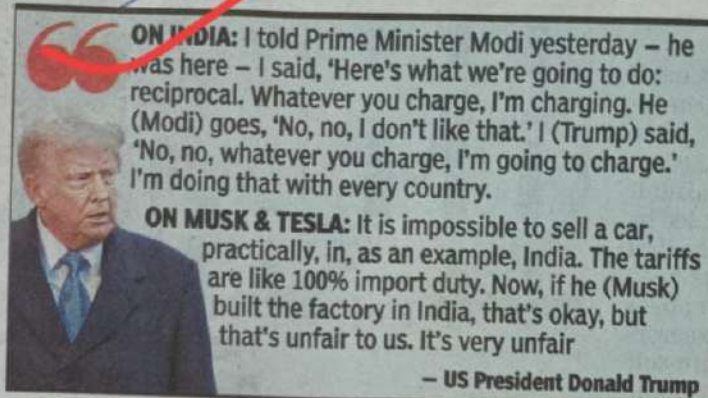 ON INDIA: I told Prime Minister Modi yesterday – he
was here – I said, ‘Here's what we're going to do:
reciprocal. Whatever you charge, I'm charging. He
(Modi) goes, ‘No, no, I don't like that.’ I (Trump) said,
‘No, no, whatever you charge, I'm going to charge.’
I'm doing that with every country.
ON MUSK & TESLA: It is impossible to sell a car,
practically, in, as an example, India. The tariffs
are like 100% import duty. Now, if he (Musk)
built the factory in India, that's okay, but
that's unfair to us. It's very unfair
– US President Donald Trump